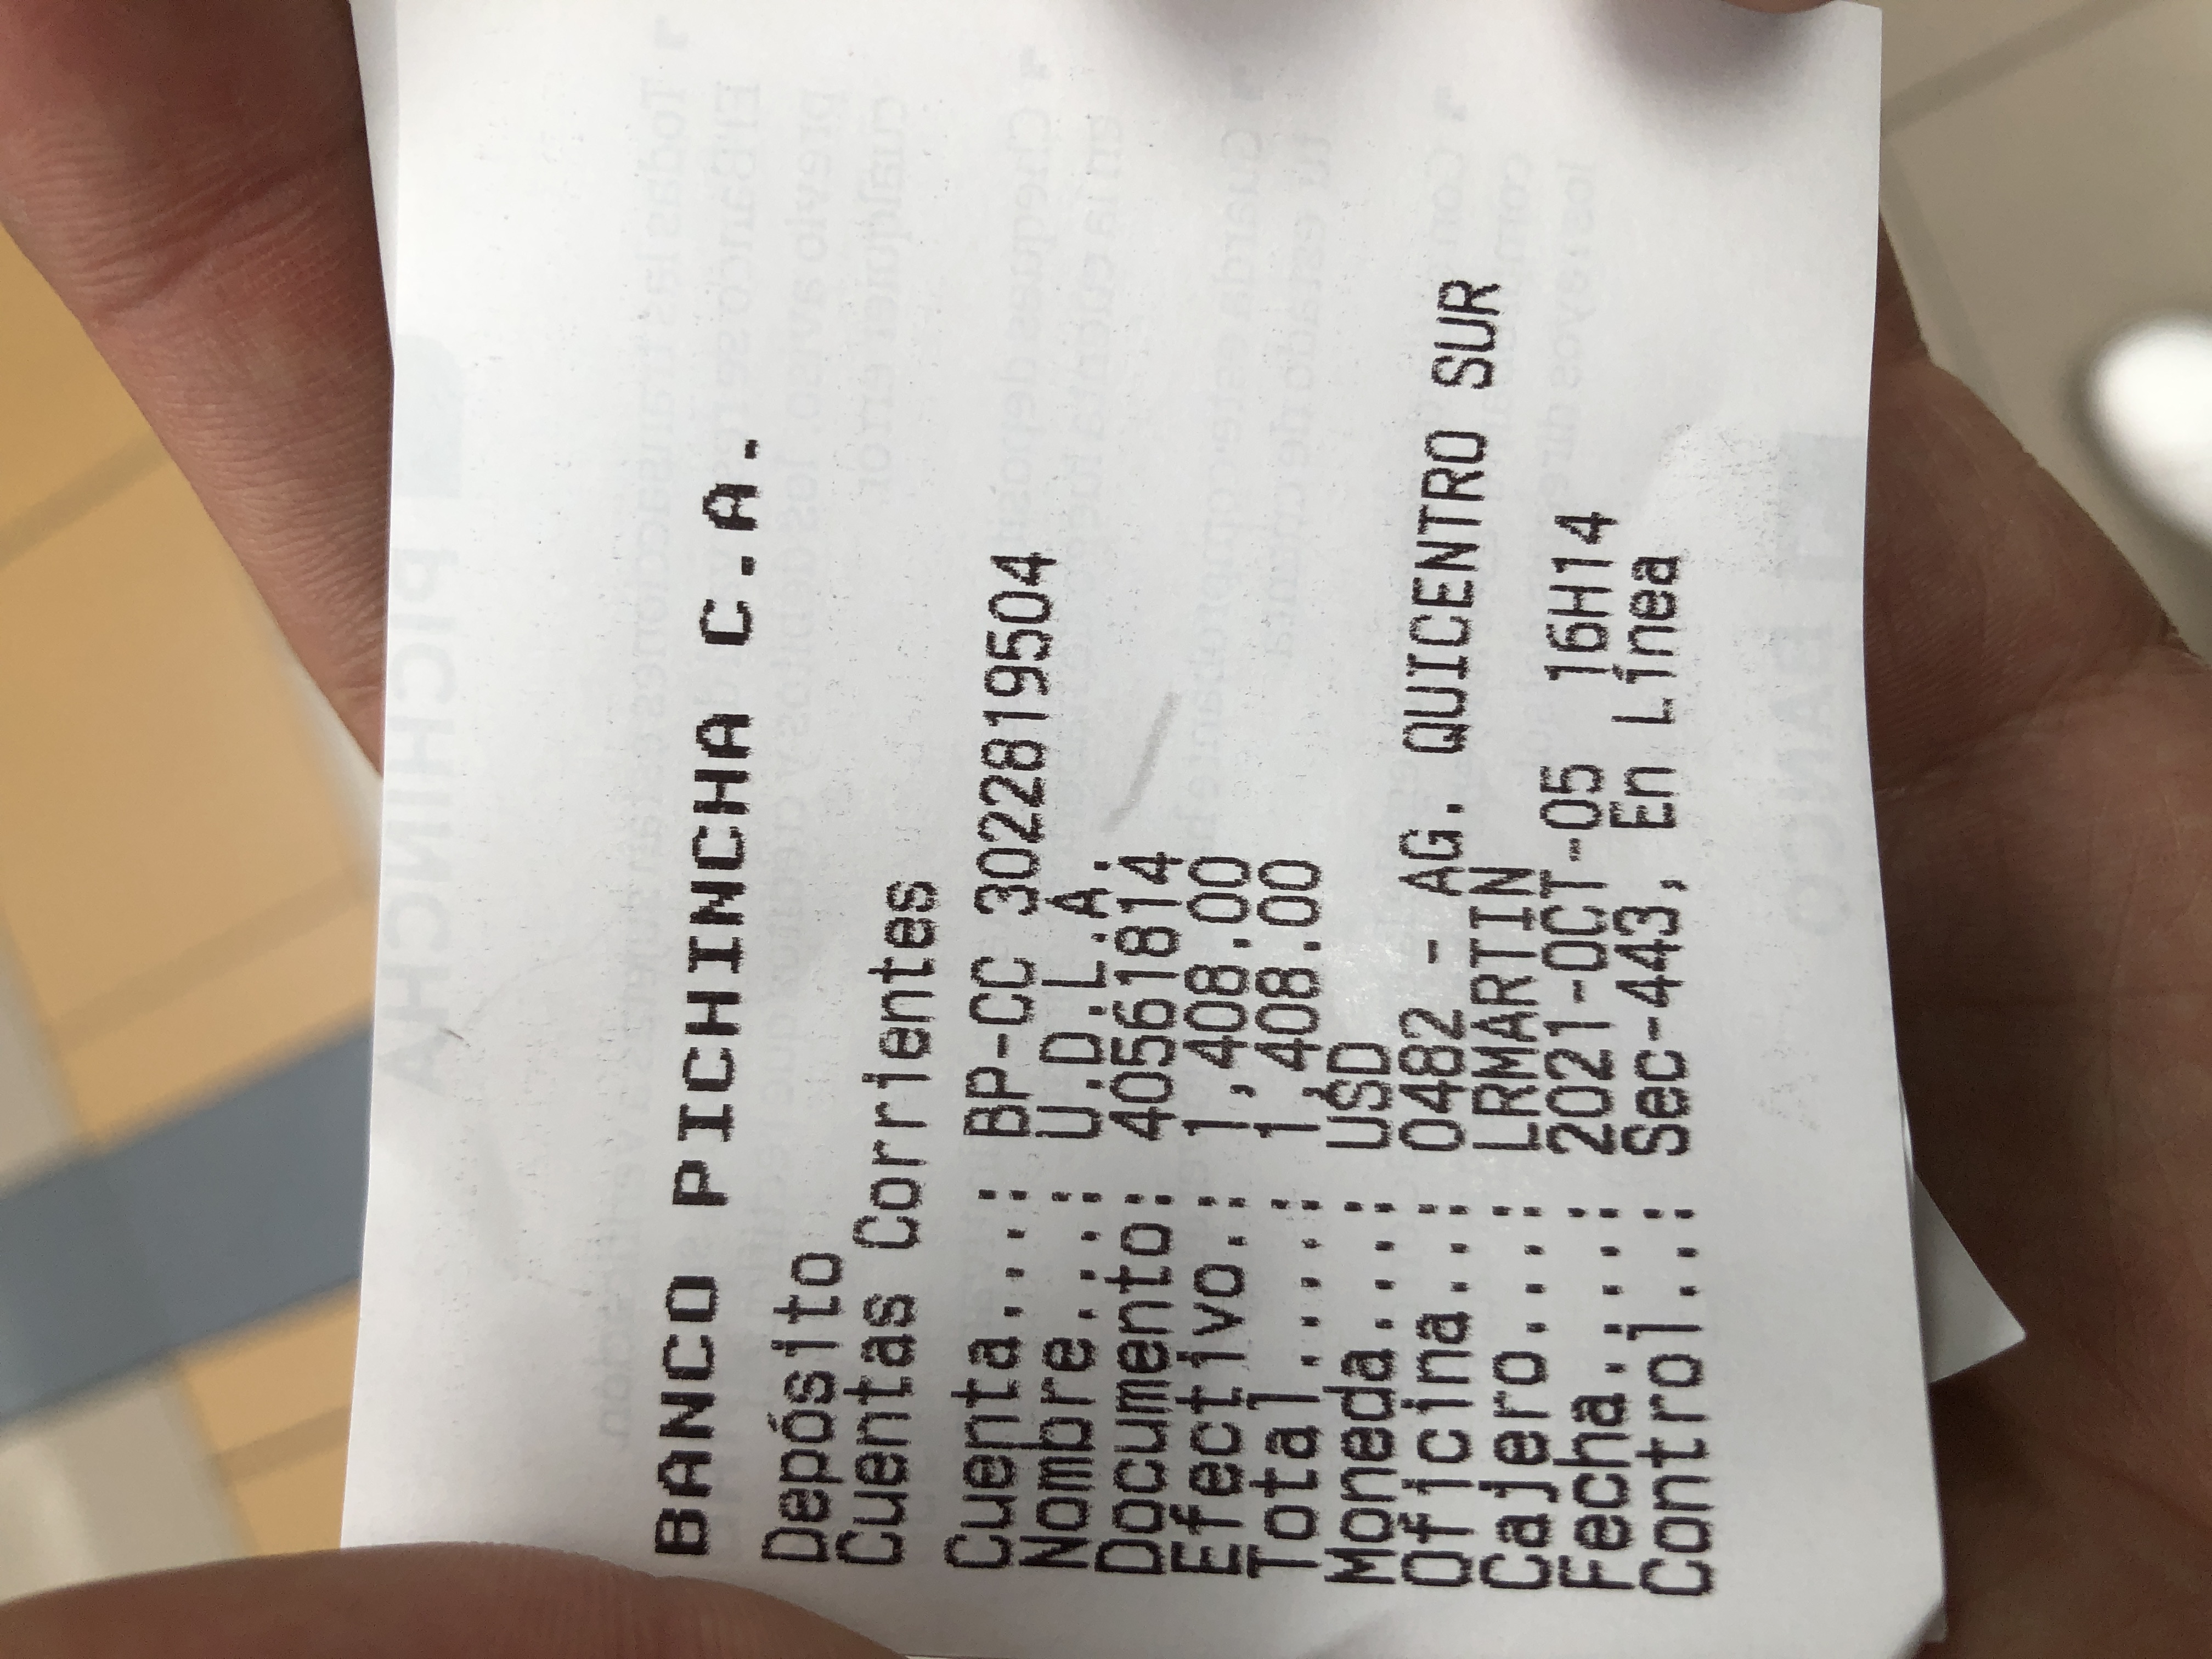 BANCO PICHINCHA C.A.
Depósito
Cuentas Corrientes
Cuenta....: BP-CC 3022819504
Nombre....: U.D.L.A.
Documento: 40561814
Efectivo.: 1,408.00
Total.....: 1,408.00
Moneda....: USD
Oficina...: 0482 - AG. QUICENTRO SUR
Cajero....: LRMARTIN
Fecha.....: 2021-OCT-05 16H14
Control...: Sec-443, En Línea